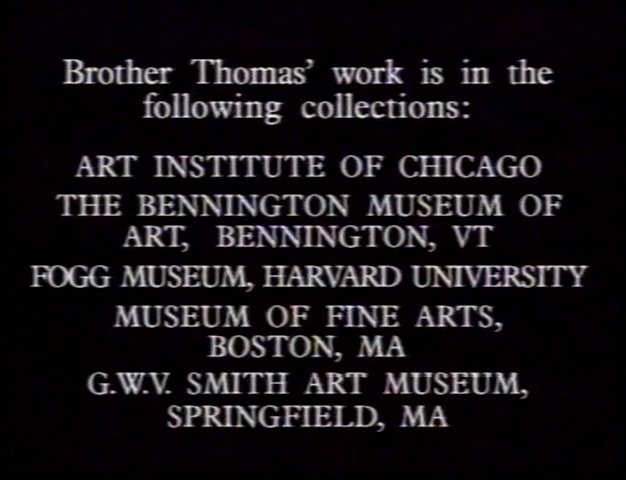 Brother Thomas' work is in the
following collections:
ART INSTITUTE OF CHICAGO
THE BENNINGTON MUSEUM OF
ART, BENNINGTON, VT
FOGG MUSEUM, HARVARD UNIVERSITY
MUSEUM OF FINE ARTS,
BOSTON, MA
G.W.V. SMITH ART MUSEUM,
SPRINGFIELD, MA